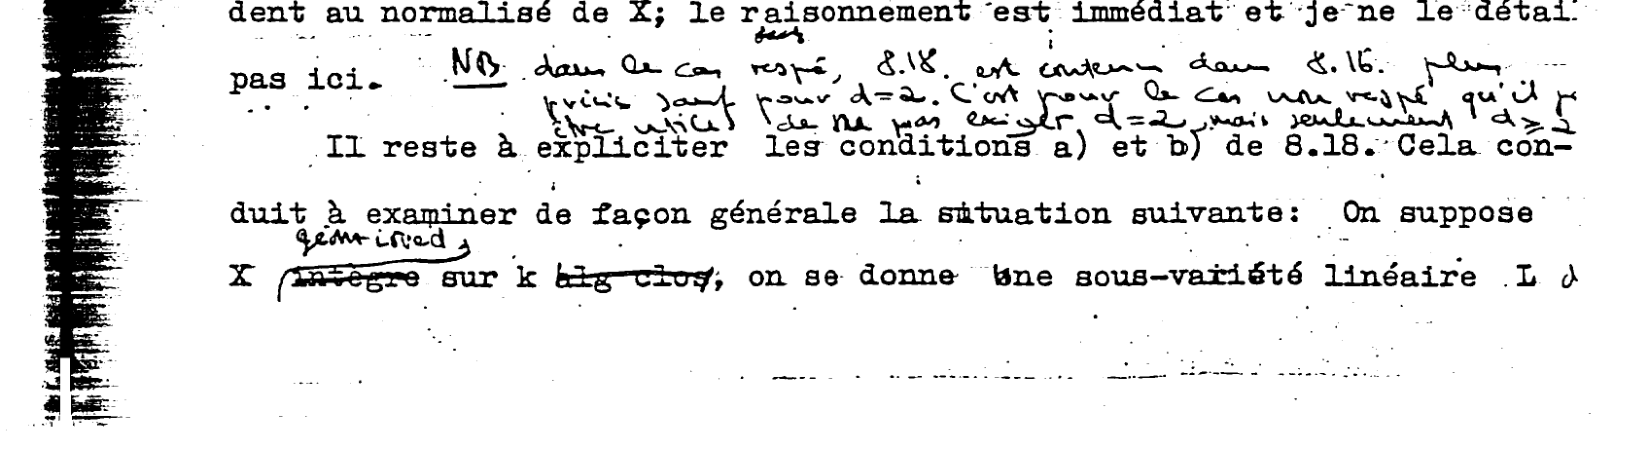 dent au normalisé de X; le raisonnement est immédiat et je ne le détai
pas ici. NB dans le cas respé, 8.18. est contenu dans 8.16. plus
précis sauf pour d=2. C'est pour le cas non respé qu'il
être utile de ne pas exiger d=2, mais seulement d⩾2
Il reste à expliciter les conditions a) et b) de 8.18. Cela con-
duit à examiner de façon générale la situation suivante: On suppose
géom irred,
X intègre sur k alg clos, on se donne une sous-variété linéaire L d